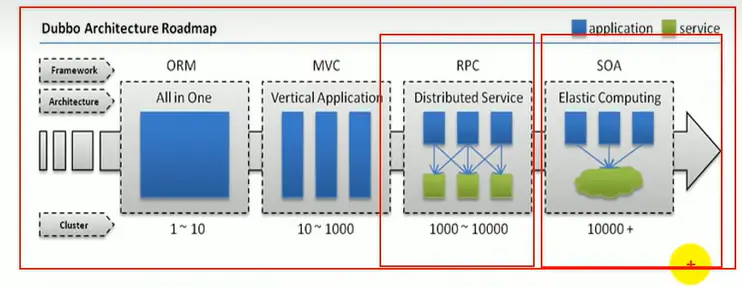 Dubbo Architecture Roadmap
application service
Framework ORM MVC RPC SOA
Architecture All in One Vertical Application Distributed Service Elastic Computing
Cluster 1 ~ 10 10 ~ 1000 1000 ~ 10000 10000 +